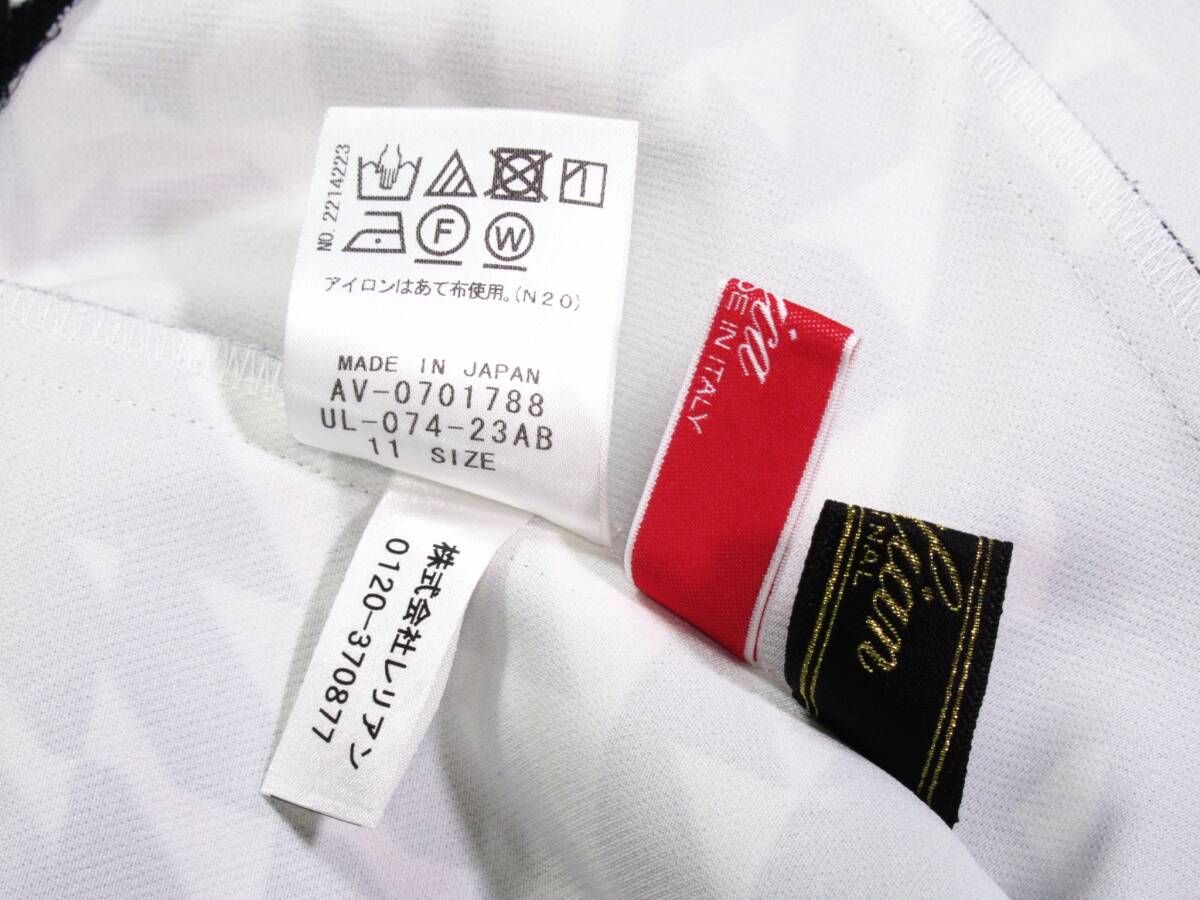 NO. 2214223
F
W
アイロンはあて布使用。(N20)
MADE IN JAPAN
AV-0701788
UL-074-23AB
11 SIZE
株式会社レリアン
0120-370877
IN ITALY